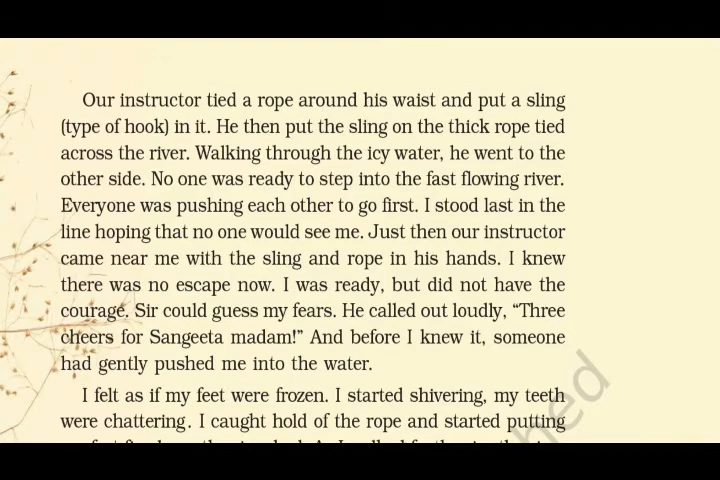 Our instructor tied a rope around his waist and put a sling
(type of hook) in it. He then put the sling on the thick rope tied
across the river. Walking through the icy water, he went to the
other side. No one was ready to step into the fast flowing river.
Everyone was pushing each other to go first. I stood last in the
line hoping that no one would see me. Just then our instructor
came near me with the sling and rope in his hands. I knew
there was no escape now. I was ready, but did not have the
courage. Sir could guess my fears. He called out loudly, “Three
cheers for Sangeeta madam!” And before I knew it, someone
had gently pushed me into the water.
I felt as if my feet were frozen. I started shivering, my teeth
were chattering. I caught hold of the rope and started putting